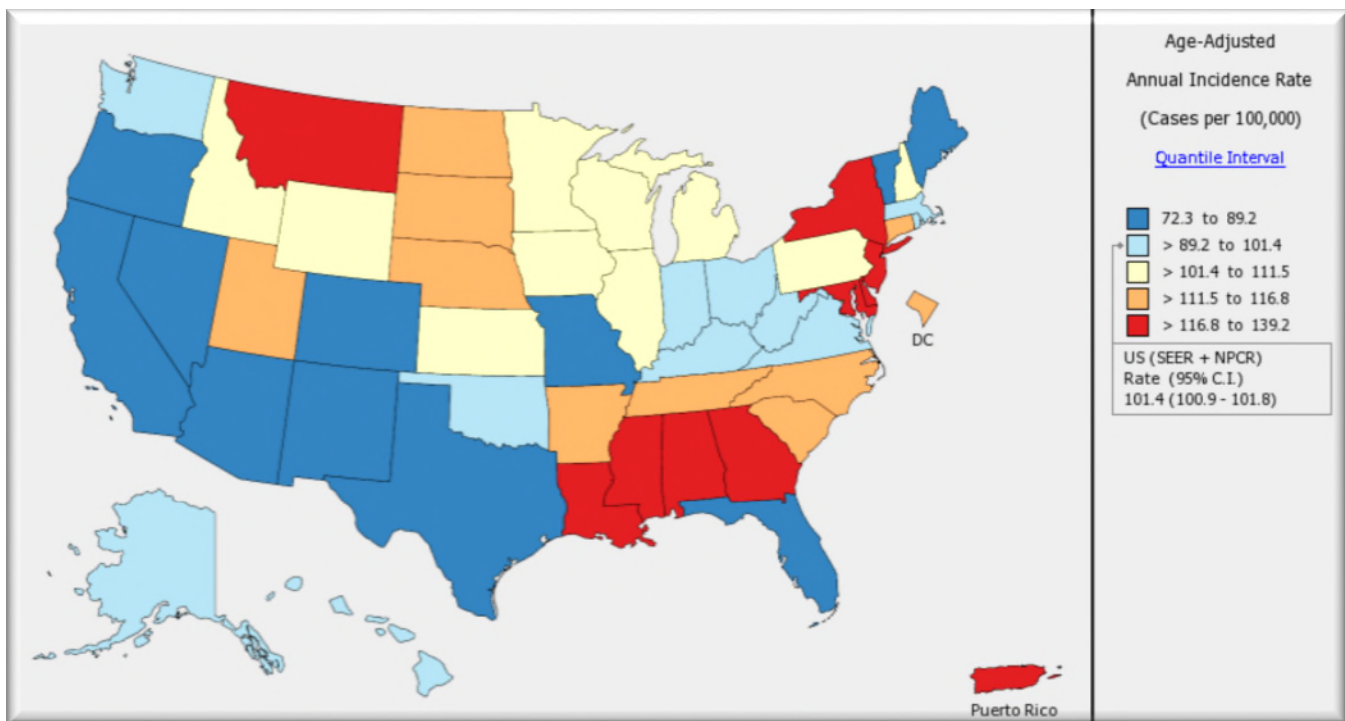 Age-Adjusted
Annual Incidence Rate
(Cases per 100,000)
Quantile Interval
72.3 to 89.2
> 89.2 to 101.4
> 101.4 to 111.5
> 111.5 to 116.8
> 116.8 to 139.2
US (SEER + NPCR)
Rate (95% C.I.)
101.4 (100.9 - 101.8)
DC
Puerto Rico